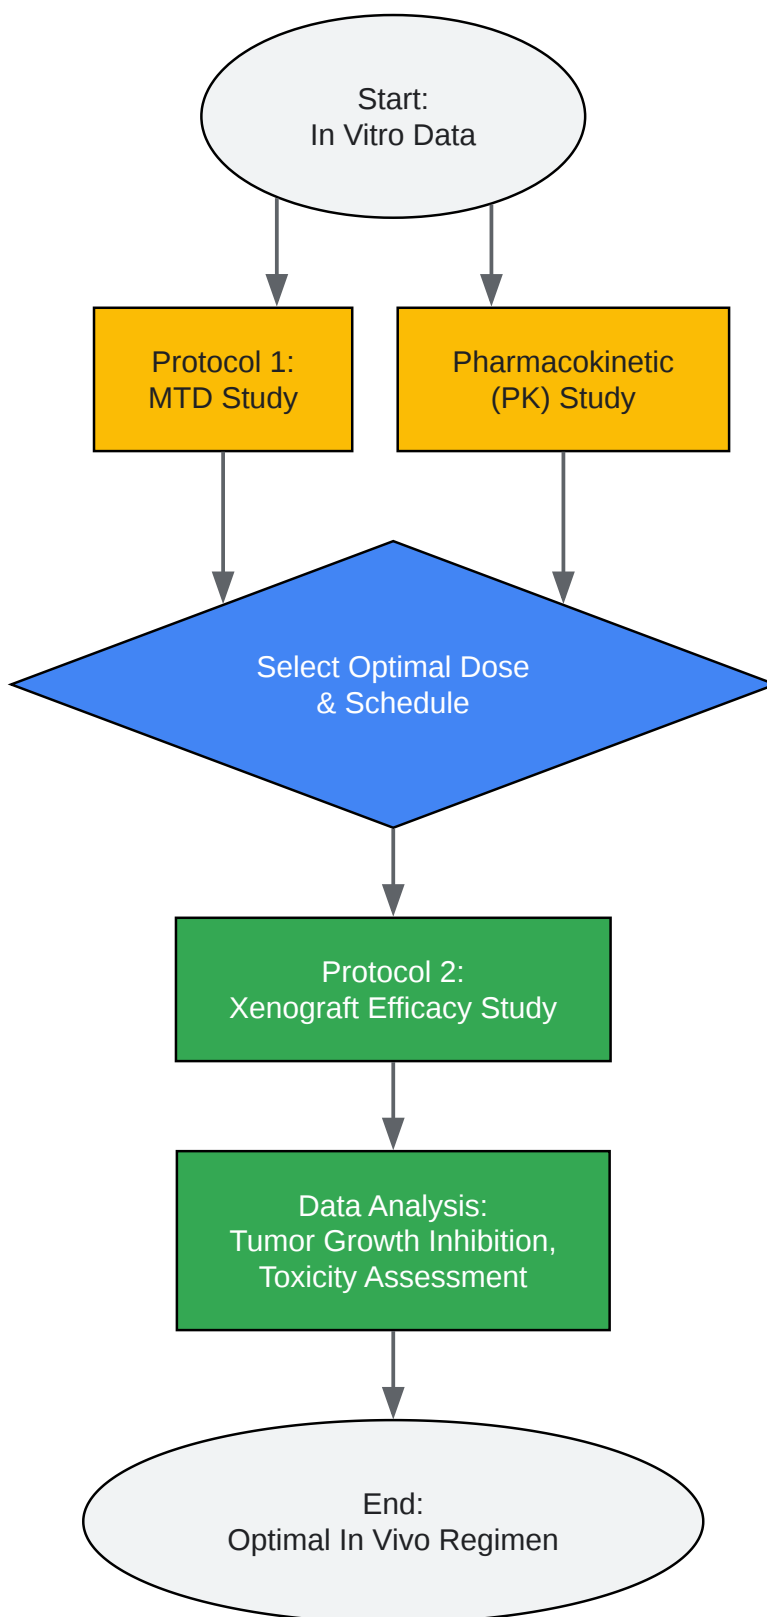 Start:
In Vitro Data
Protocol 1:
MTD Study
Pharmacokinetic
(PK) Study
Select Optimal Dose
& Schedule
Protocol 2:
Xenograft Efficacy Study
Data Analysis:
Tumor Growth Inhibition,
Toxicity Assessment
End:
Optimal In Vivo Regimen